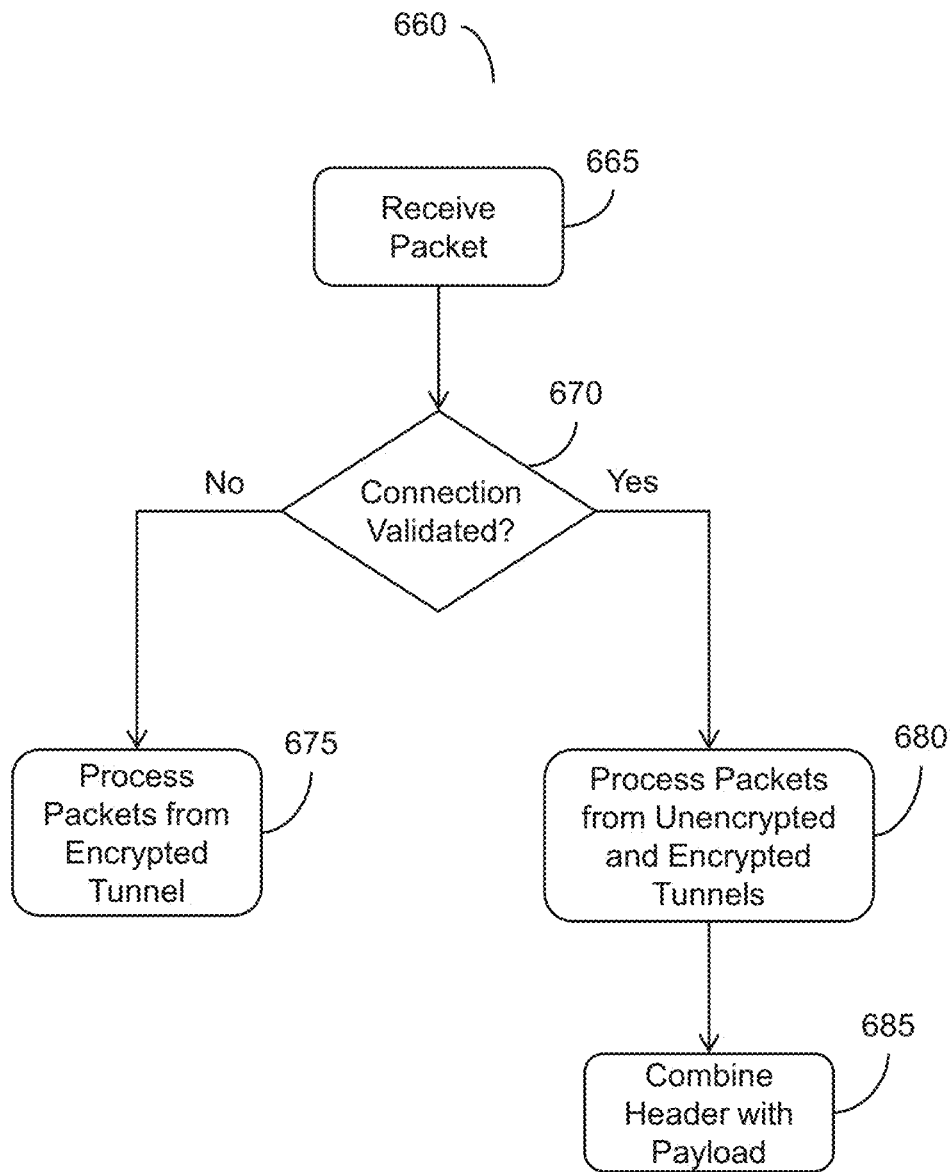 660
665
Receive
Packet
670
No
Yes
Connection
Validated?
675
680
Process
Packets from
Encrypted
Tunnel
Process Packets
from Unencrypted
and Encrypted
Tunnels
685
Combine
Header with
Payload